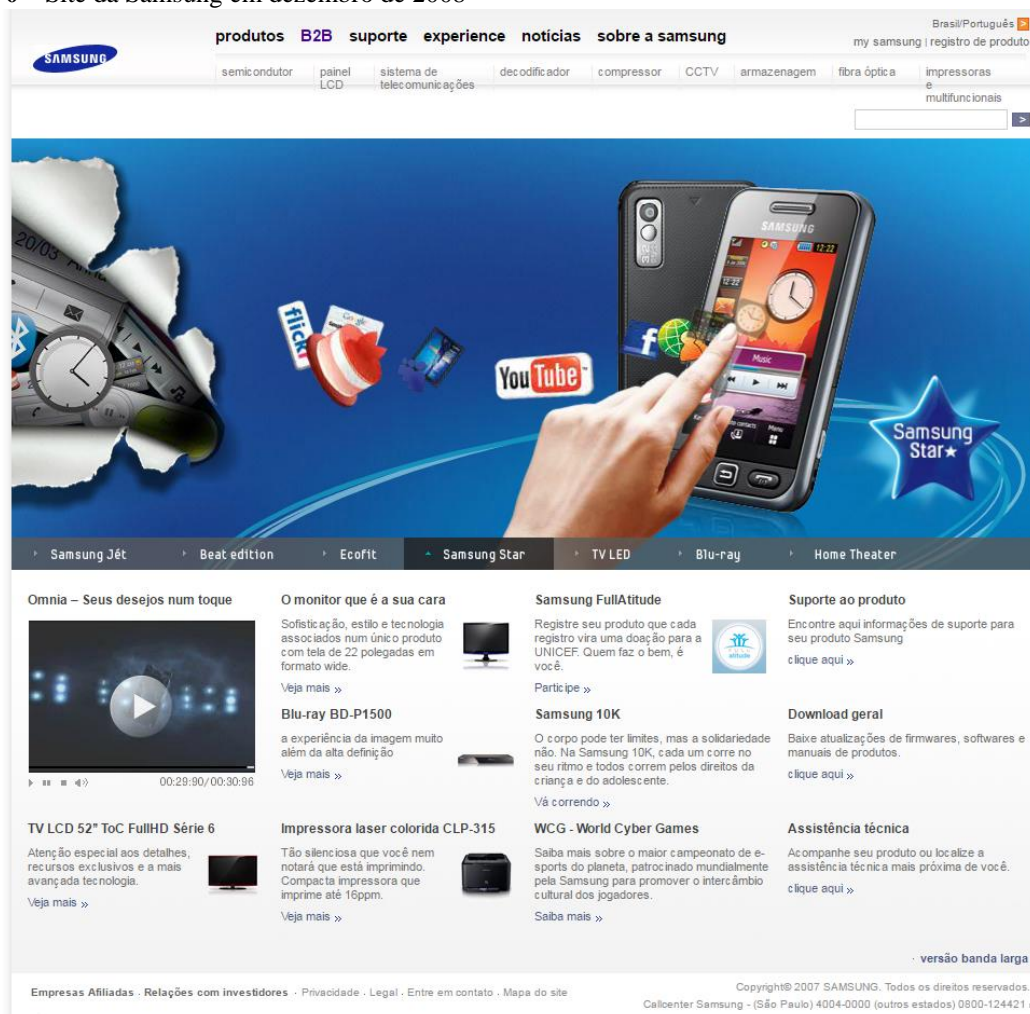 Site da Samsung em dezembro de 2008
SAMSUNG
produtos B2B suporte experience notícias sobre a samsung
Brasil/Português >
my samsung | registro de produto
semicondutor
painel
LCD
sistema de
telecomunicações
decodificador
compressor
CCTV
armazenagem
fibra óptica
impressoras
e
multifuncionais
>
20/03
flickr
Google
You Tube
SAMSUNG
12:22
12:22
Music
Menu
3.2
f
Samsung
Star★
Samsung Jét
Beat edition
Ecofit
Samsung Star
TV LED
Blu-ray
Home Theater
Omnia – Seus desejos num toque
00:29:90/00:30:96
O monitor que é a sua cara
Sofisticação, estilo e tecnologia
associados num único produto
com tela de 22 polegadas em
formato wide.
Veja mais »
Samsung FullAtitude
Registre seu produto que cada
registro vira uma doação para a
UNICEF. Quem faz o bem, é
você.
Participe »
atitude
Suporte ao produto
Encontre aqui informações de suporte para
seu produto Samsung
clique aqui »
Blu-ray BD-P1500
a experiência da imagem muito
além da alta definição
Veja mais »
Samsung 10K
O corpo pode ter limites, mas a solidariedade
não. Na Samsung 10K, cada um corre no
seu ritmo e todos correm pelos direitos da
criança e do adolescente.
Vá correndo »
Download geral
Baixe atualizações de firmwares, softwares e
manuais de produtos.
clique aqui »
TV LCD 52" ToC FullHD Série 6
Atenção especial aos detalhes,
recursos exclusivos e a mais
avançada tecnologia.
Veja mais »
Impressora laser colorida CLP-315
Tão silenciosa que você nem
notará que está imprimindo.
Compacta impressora que
imprime até 16ppm.
Veja mais »
WCG - World Cyber Games
Saiba mais sobre o maior campeonato de e-
sports do planeta, patrocinado mundialmente
pela Samsung para promover o intercâmbio
cultural dos jogadores.
Saiba mais »
Assistência técnica
Acompanhe seu produto ou localize a
assistência técnica mais próxima de você.
clique aqui »
· versão banda larga
Empresas Afiliadas · Relações com investidores · Privacidade · Legal · Entre em contato · Mapa do site
Copyright© 2007 SAMSUNG. Todos os direitos reservados.
Callcenter Samsung - (São Paulo) 4004-0000 (outros estados) 0800-124421